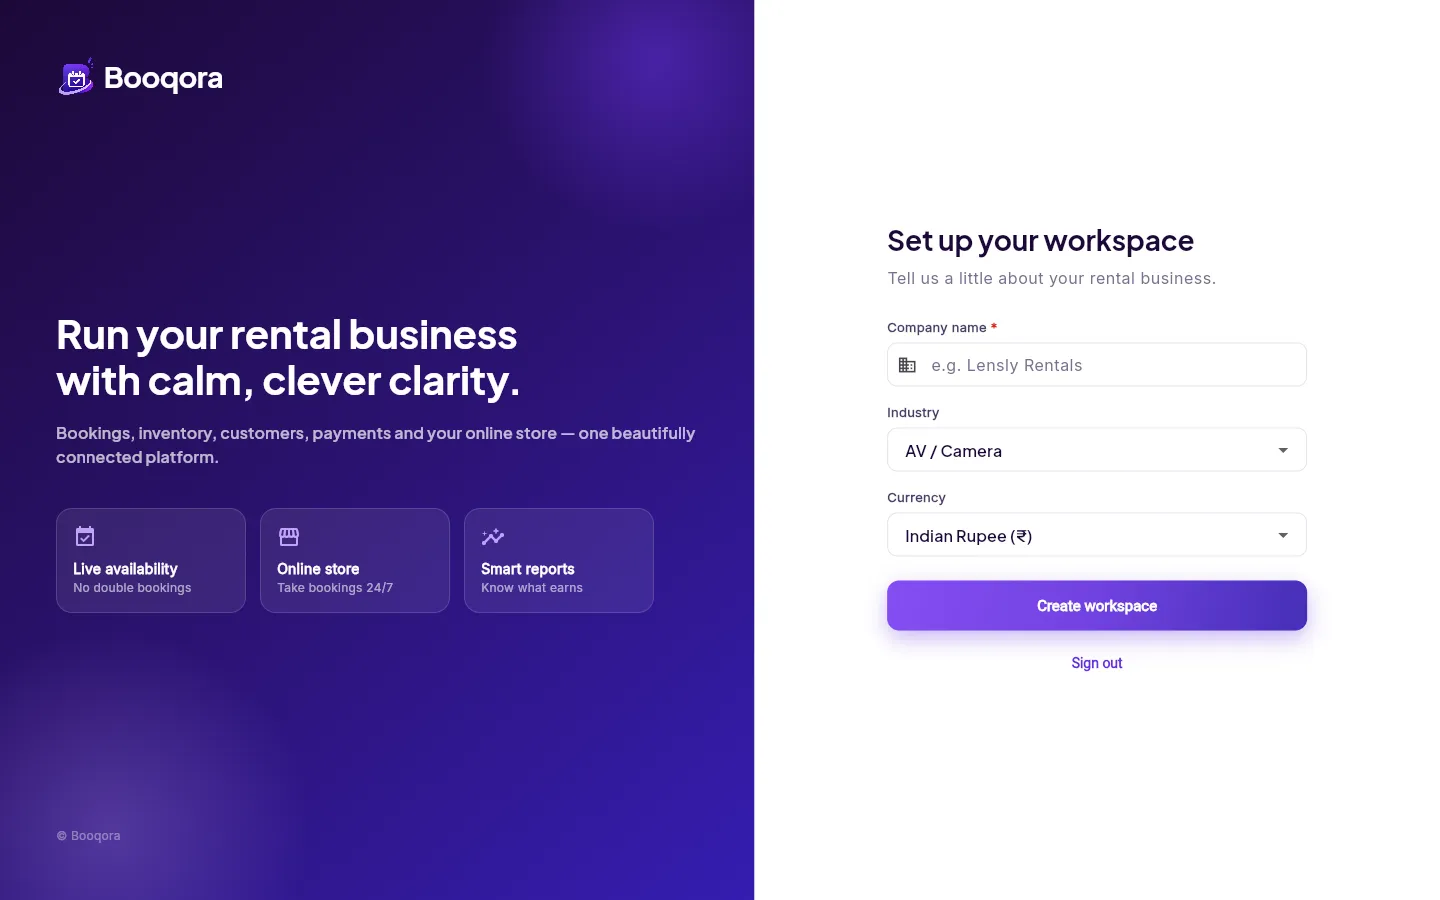 Booqora
Run your rental business
with calm, clever clarity.
Bookings, inventory, customers, payments and your online store — one beautifully
connected platform.
Live availability
No double bookings
Online store
Take bookings 24/7
Smart reports
Know what earns
© Booqora
Set up your workspace
Tell us a little about your rental business.
Company name *
e.g. Lensly Rentals
Industry
AV / Camera
Currency
Indian Rupee (₹)
Create workspace
Sign out